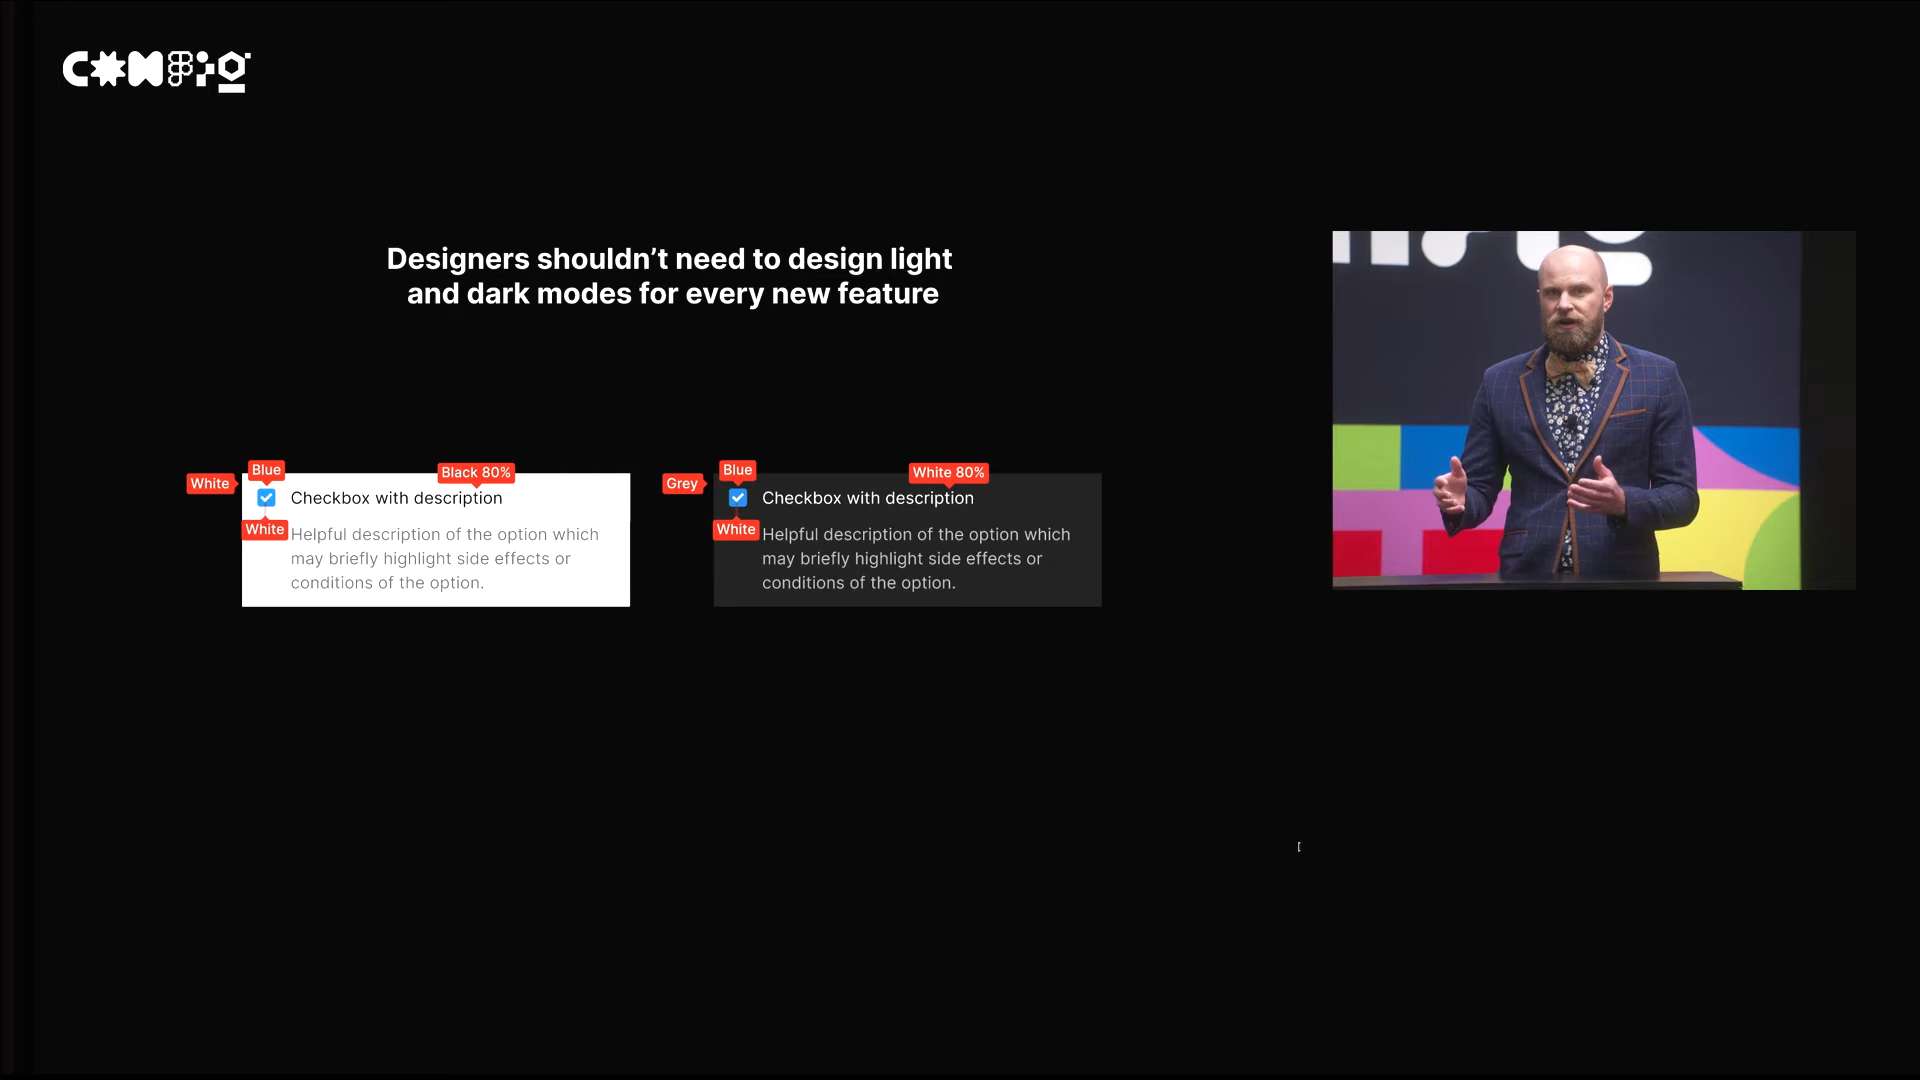 CONFIG
Designers shouldn’t need to design light
and dark modes for every new feature
Blue
Black 80%
White
Checkbox with description
White
Helpful description of the option which
may briefly highlight side effects or
conditions of the option.
Blue
White 80%
Grey
Checkbox with description
White
Helpful description of the option which
may briefly highlight side effects or
conditions of the option.